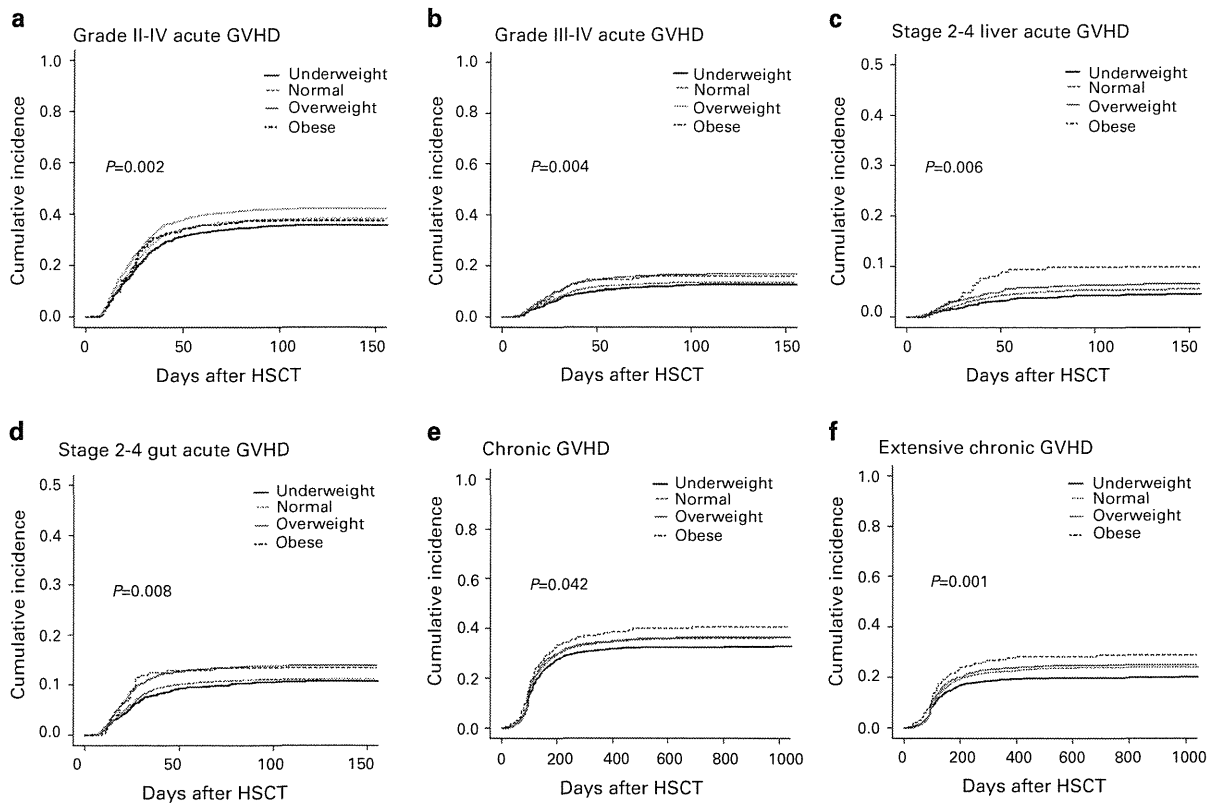 a
Grade II-IV acute GVHD
Cumulative incidence
1.0
0.8
0.6
0.4
0.2
0.0
Underweight
Normal
Overweight
Obese
P=0.002
0 50 100 150
Days after HSCT
b
Grade III-IV acute GVHD
Cumulative incidence
1.0
0.8
0.6
0.4
0.2
0.0
Underweight
Normal
Overweight
Obese
P=0.004
0 50 100 150
Days after HSCT
c
Stage 2-4 liver acute GVHD
Cumulative incidence
0.5
0.4
0.3
0.2
0.1
0.0
Underweight
Normal
Overweight
Obese
P=0.006
0 50 100 150
Days after HSCT
d
Stage 2-4 gut acute GVHD
Cumulative incidence
0.5
0.4
0.3
0.2
0.1
0.0
Underweight
Normal
Overweight
Obese
P=0.008
0 50 100 150
Days after HSCT
e
Chronic GVHD
Cumulative incidence
1.0
0.8
0.6
0.4
0.2
0.0
Underweight
Normal
Overweight
Obese
P=0.042
0 200 400 600 800 1000
Days after HSCT
f
Extensive chronic GVHD
Cumulative incidence
1.0
0.8
0.6
0.4
0.2
0.0
Underweight
Normal
Overweight
Obese
P=0.001
0 200 400 600 800 1000
Days after HSCT